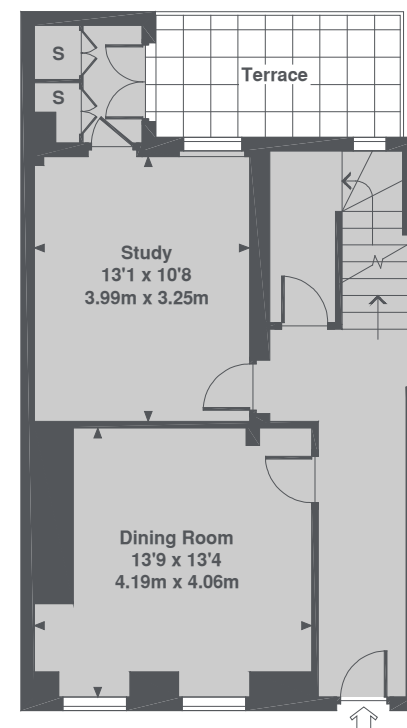 S
Terrace
S
Study
13'1 x 10'8
3.99m x 3.25m
Dining Room
13'9 x 13'4
4.19m x 4.06m